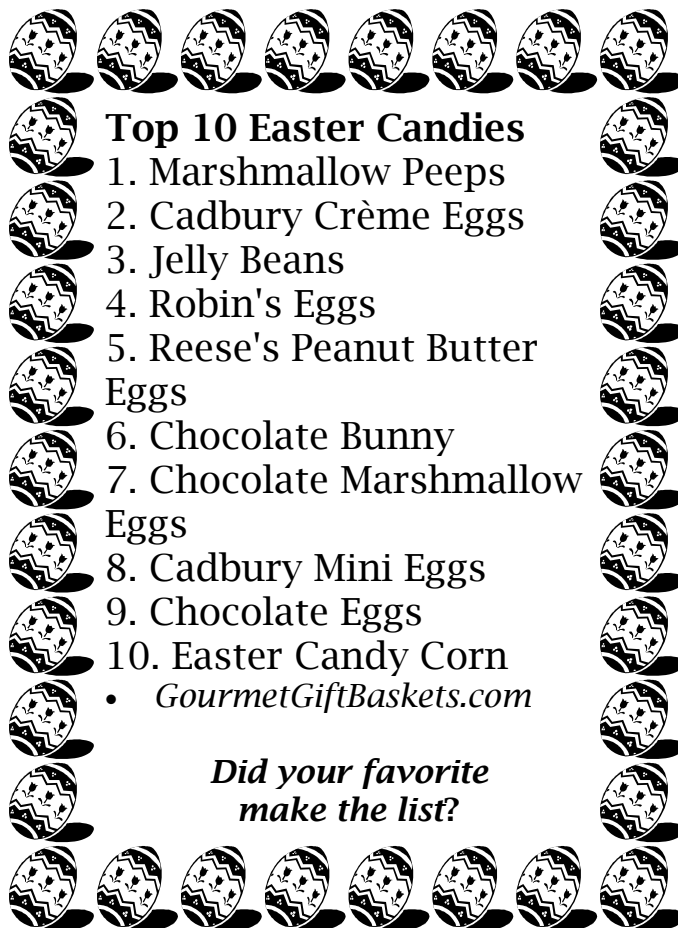 Top 10 Easter Candies
1. Marshmallow Peeps
2. Cadbury Crème Eggs
3. Jelly Beans
4. Robin's Eggs
5. Reese's Peanut Butter
Eggs
6. Chocolate Bunny
7. Chocolate Marshmallow
Eggs
8. Cadbury Mini Eggs
9. Chocolate Eggs
10. Easter Candy Corn
• GourmetGiftBaskets.com
Did your favorite
make the list?